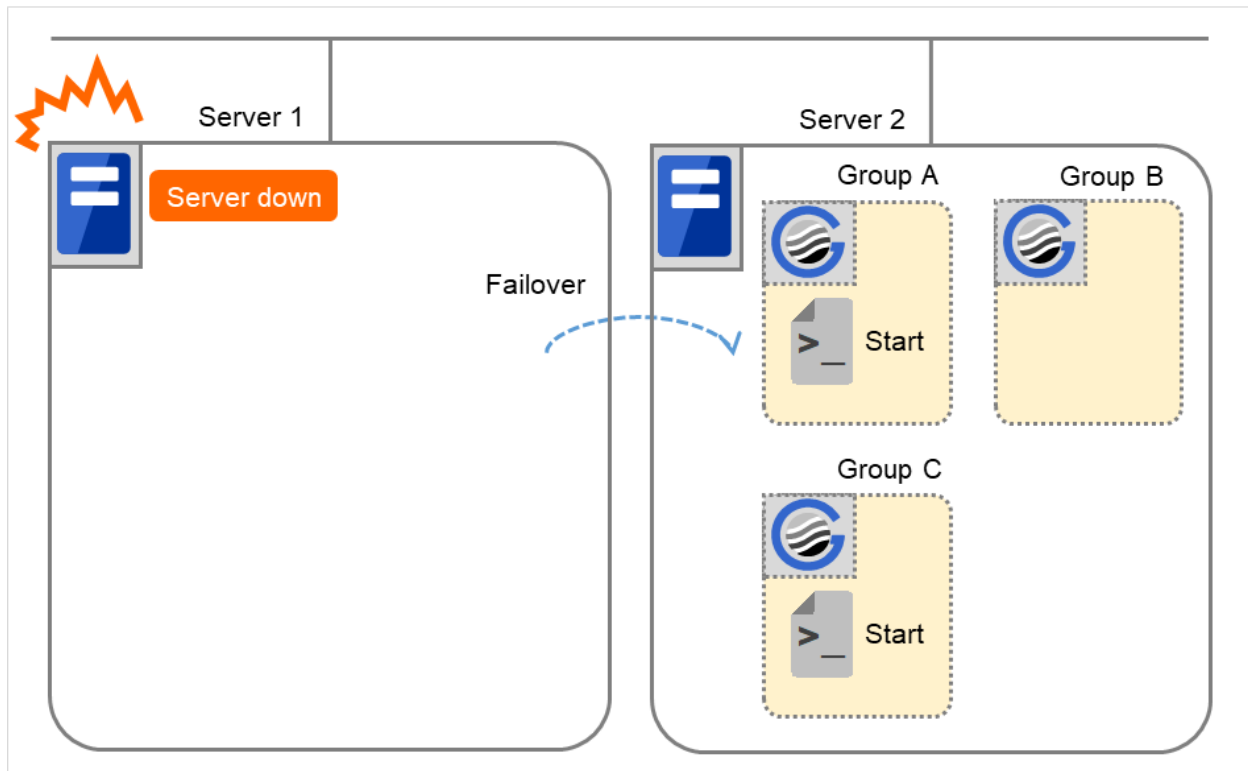 Server 1
Server down
Failover
Server 2
Group A
Group B
>_ Start
Group C
>_ Start